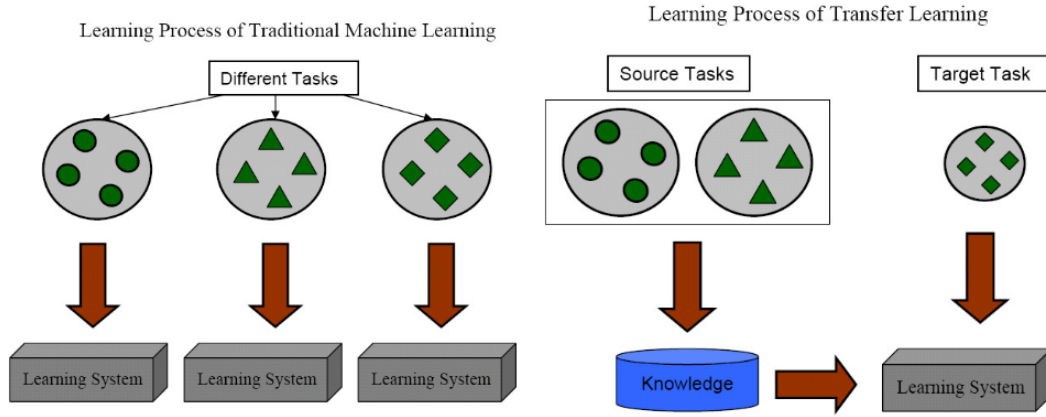 Learning Process of Traditional Machine Learning
Different Tasks
Learning System
Learning System
Learning System
Learning Process of Transfer Learning
Source Tasks
Target Task
Knowledge
Learning System